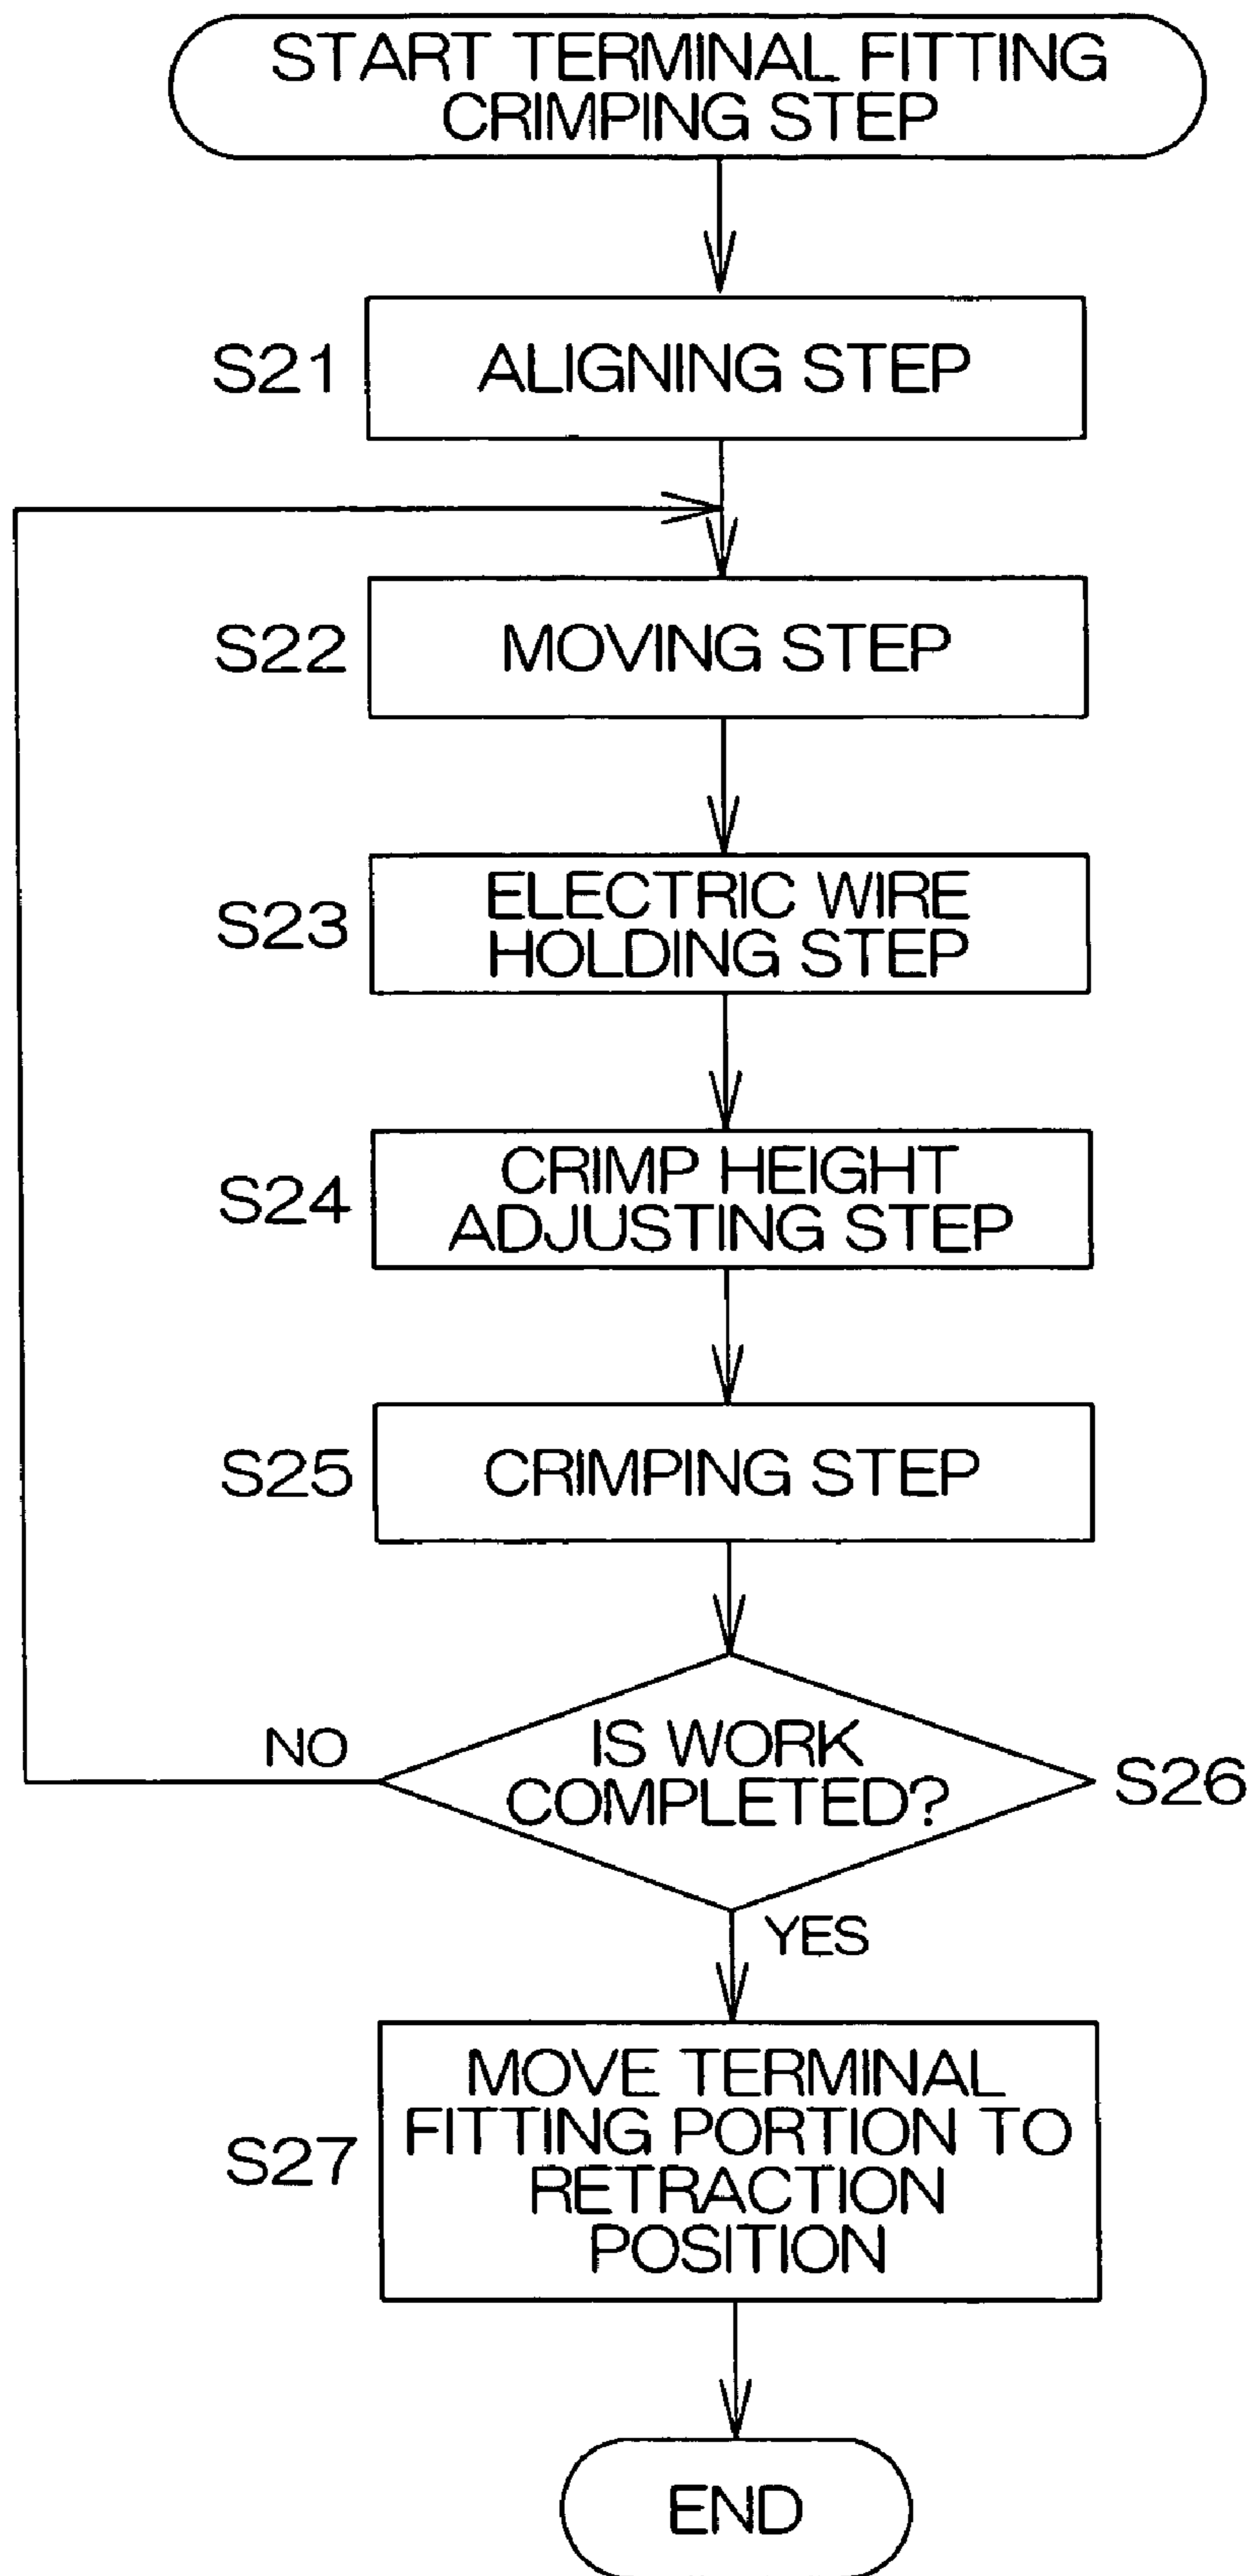 START TERMINAL FITTING
CRIMPING STEP
S21
ALIGNING STEP
S22
MOVING STEP
S23
ELECTRIC WIRE
HOLDING STEP
S24
CRIMP HEIGHT
ADJUSTING STEP
S25
CRIMPING STEP
NO
IS WORK
COMPLETED?
S26
YES
S27
MOVE TERMINAL
FITTING PORTION TO
RETRACTION
POSITION
END